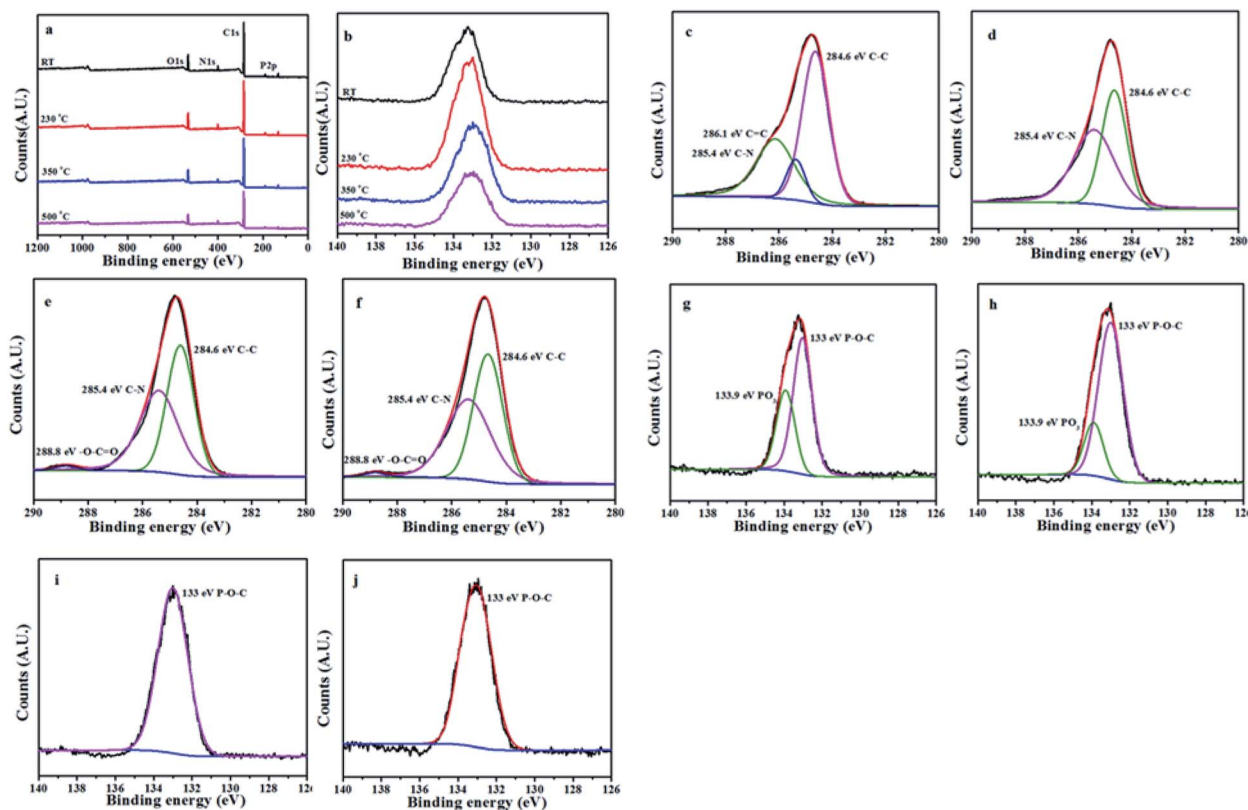 a
C1s
O1s N1s P2p
RT
230 °C
350 °C
500 °C
Counts(A.U.)
1200 1000 800 600 400 200 0
Binding energy (eV)
b
RT
230 °C
350 °C
500 °C
Counts (A.U.)
140 138 136 134 132 130 128 126
Binding energy (eV)
c
284.6 eV C-C
286.1 eV C=C
285.4 eV C-N
Counts (A.U.)
290 288 286 284 282 280
Binding energy (eV)
d
284.6 eV C-C
285.4 eV C-N
Counts (A.U.)
290 288 286 284 282 280
Binding energy (eV)
e
284.6 eV C-C
285.4 eV C-N
288.8 eV -O-C=O
Counts (A.U.)
290 288 286 284 282 280
Binding energy (eV)
f
284.6 eV C-C
285.4 eV C-N
288.8 eV -O-C=O
Counts (A.U.)
290 288 286 284 282 280
Binding energy (eV)
g
133 eV P-O-C
133.9 eV PO3
Counts (A.U.)
140 138 136 134 132 130 128 126
Binding energy (eV)
h
133 eV P-O-C
133.9 eV PO3
Counts (A.U.)
140 138 136 134 132 130 128 126
Binding energy (eV)
i
133 eV P-O-C
Counts (A.U.)
140 138 136 134 132 130 128 126
Binding energy (eV)
j
133 eV P-O-C
Counts (A.U.)
140 138 136 134 132 130 128 126
Binding energy (eV)